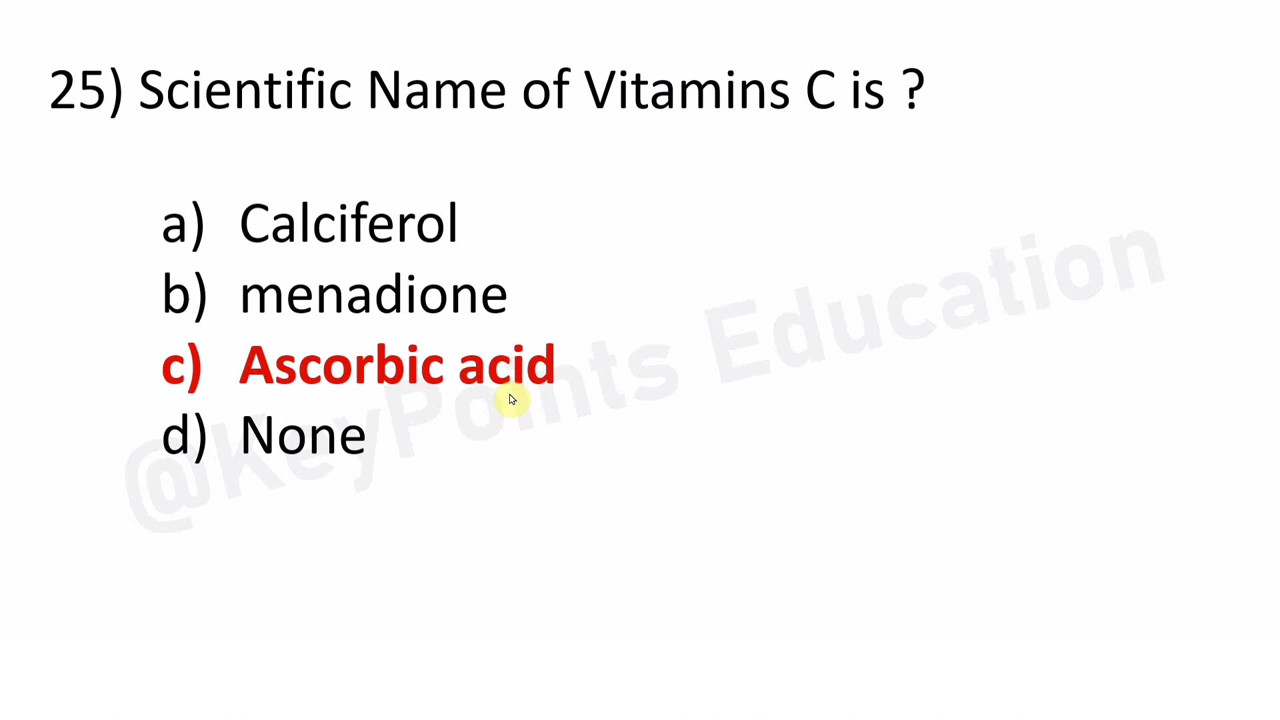 25) Scientific Name of Vitamins C is ?
a) Calciferol
b) menadione
c) Ascorbic acid
d) None
@KeyPoints Education